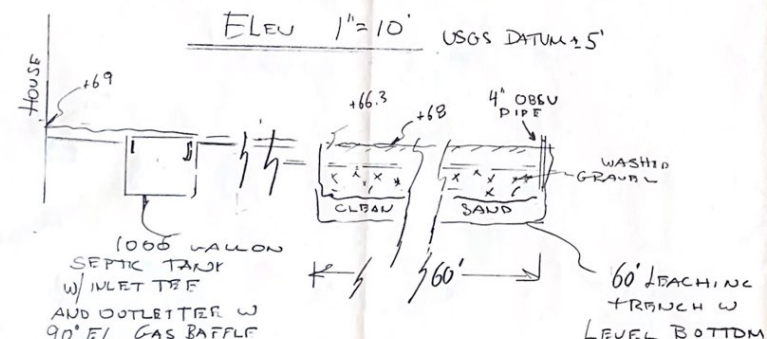 ELEV 1"=10' USGS DATUM ± 5'
HOUSE
+69
+66.3
+68
4" OBSV
PIPE
WASHED
GRAVEL
CLEAN
SAND
1000 GALLON
SEPTIC TANK
W/ INLET TEE
AND OUTLET TEE W
90° EL GAS BAFFLE
60'
60' LEACHING
TRENCH W
LEVEL BOTTOM